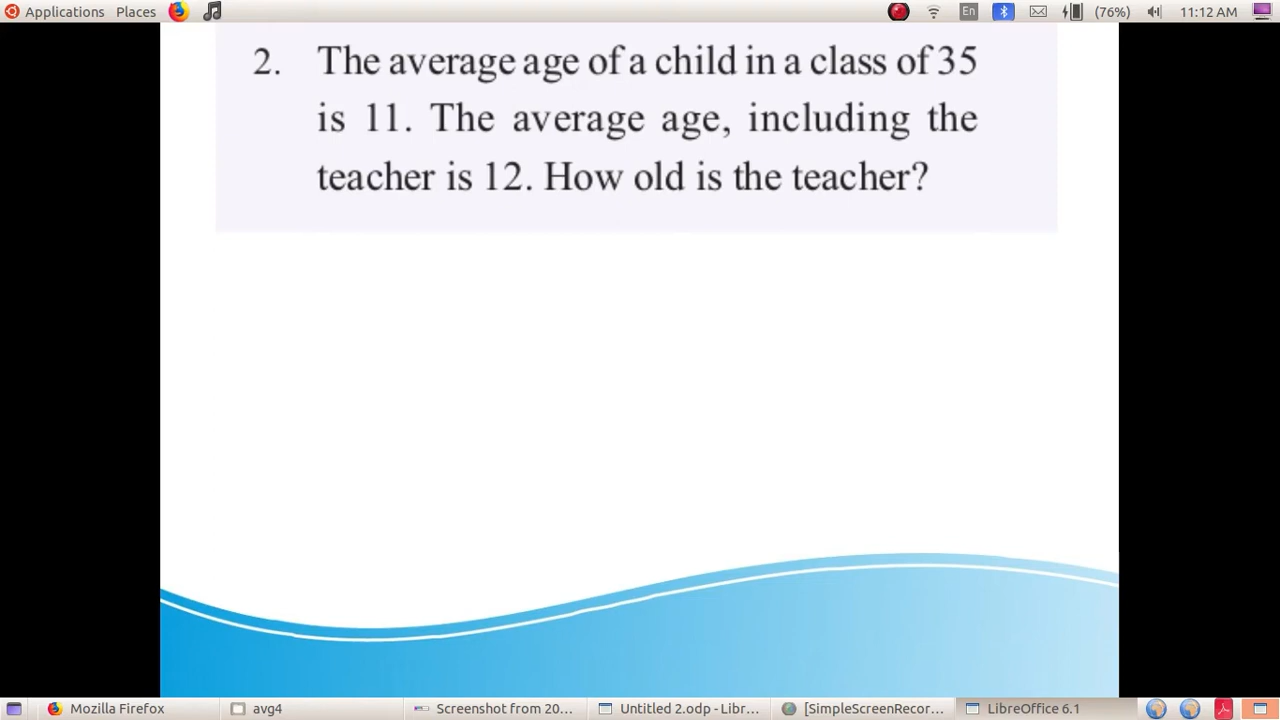 Applications Places En (76%) 11:12 AM
2. The average age of a child in a class of 35
is 11. The average age, including the
teacher is 12. How old is the teacher?
Mozilla Firefox avg4 Screenshot from 20... Untitled 2.odp - Libr... [SimpleScreenRecor... LibreOffice 6.1